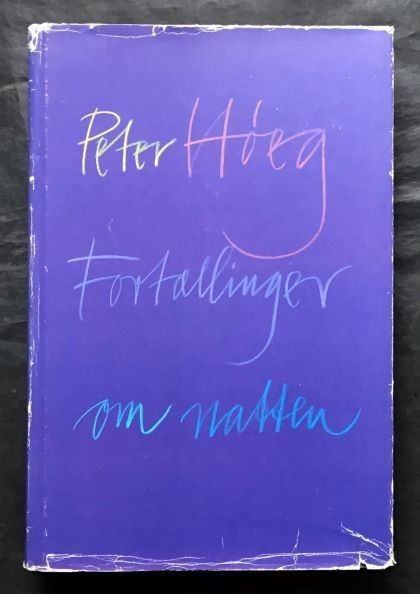 Peter Høeg
Fortællinger
om natten